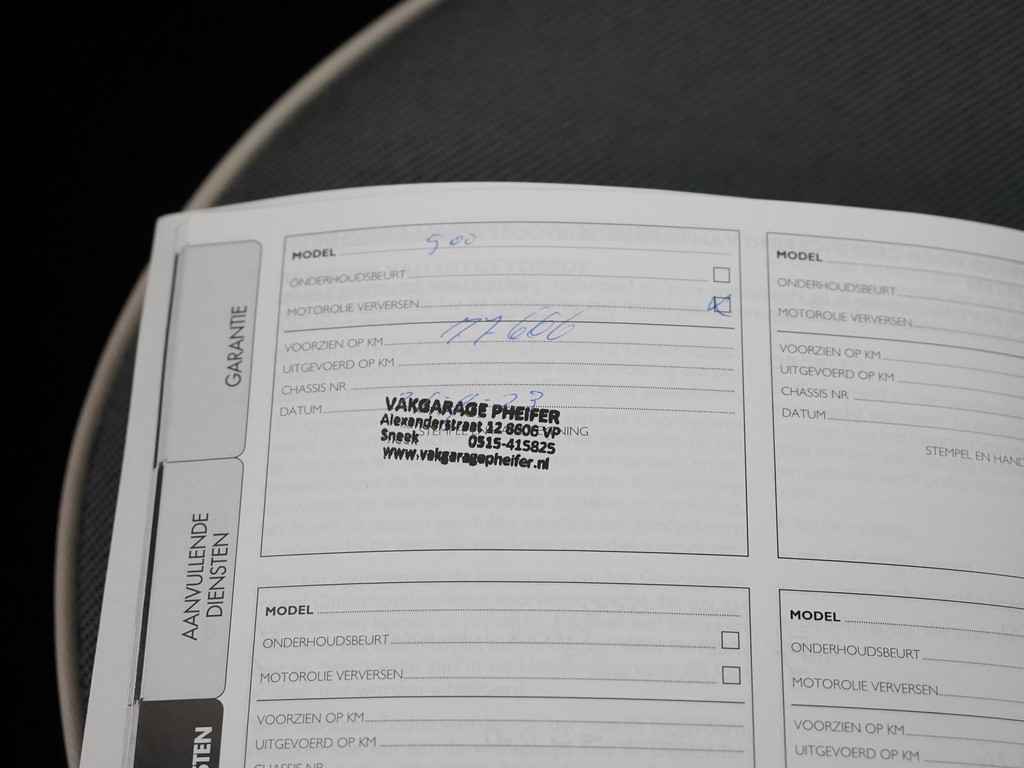 GARANTIE
AANVULLENDE
DIENSTEN
STEN
MODEL 500
ONDERHOUDSBEURT
MOTOROLIE VERVERSEN
VOORZIEN OP KM
77606
UITGEVOERD OP KM
CHASSIS NR
DATUM
VAKGARAGE PHEIFER
Alexanderstraat 12 8606 VP
Sneek 0515-415825
www.vakgaragepheifer.nl
MODEL
ONDERHOUDSBEURT
MOTOROLIE VERVERSEN
VOORZIEN OP KM
UITGEVOERD OP KM
CHASSIS NR
DATUM
STEMPEL EN HAND
MODEL
ONDERHOUDSBEURT
MOTOROLIE VERVERSEN
VOORZIEN OP KM
UITGEVOERD OP KM
CHASSIS NR
MODEL
ONDERHOUDSBEURT
MOTOROLIE VERVERSEN
VOORZIEN OP KM
UITGEVOERD OP KM